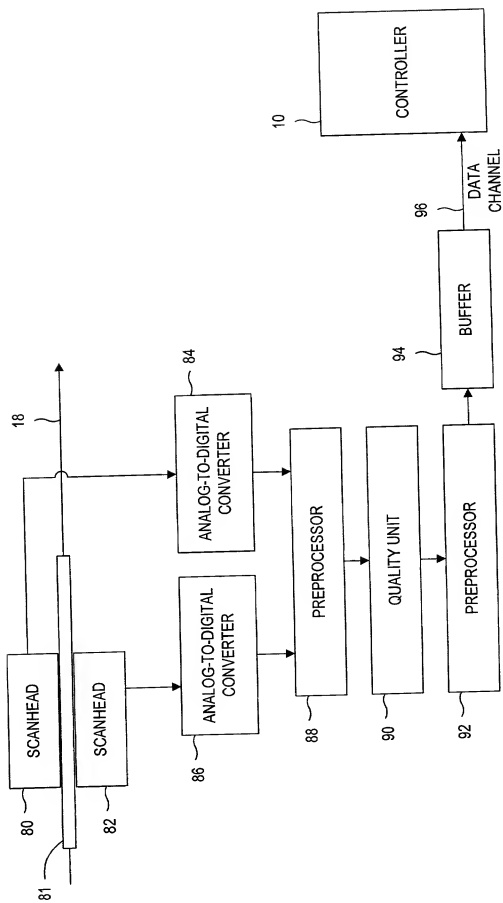 18
80
SCANHEAD
81
82
SCANHEAD
84
ANALOG-TO-DIGITAL
CONVERTER
86
ANALOG-TO-DIGITAL
CONVERTER
88
PREPROCESSOR
90
QUALITY UNIT
92
PREPROCESSOR
94
BUFFER
96
DATA
CHANNEL
10
CONTROLLER